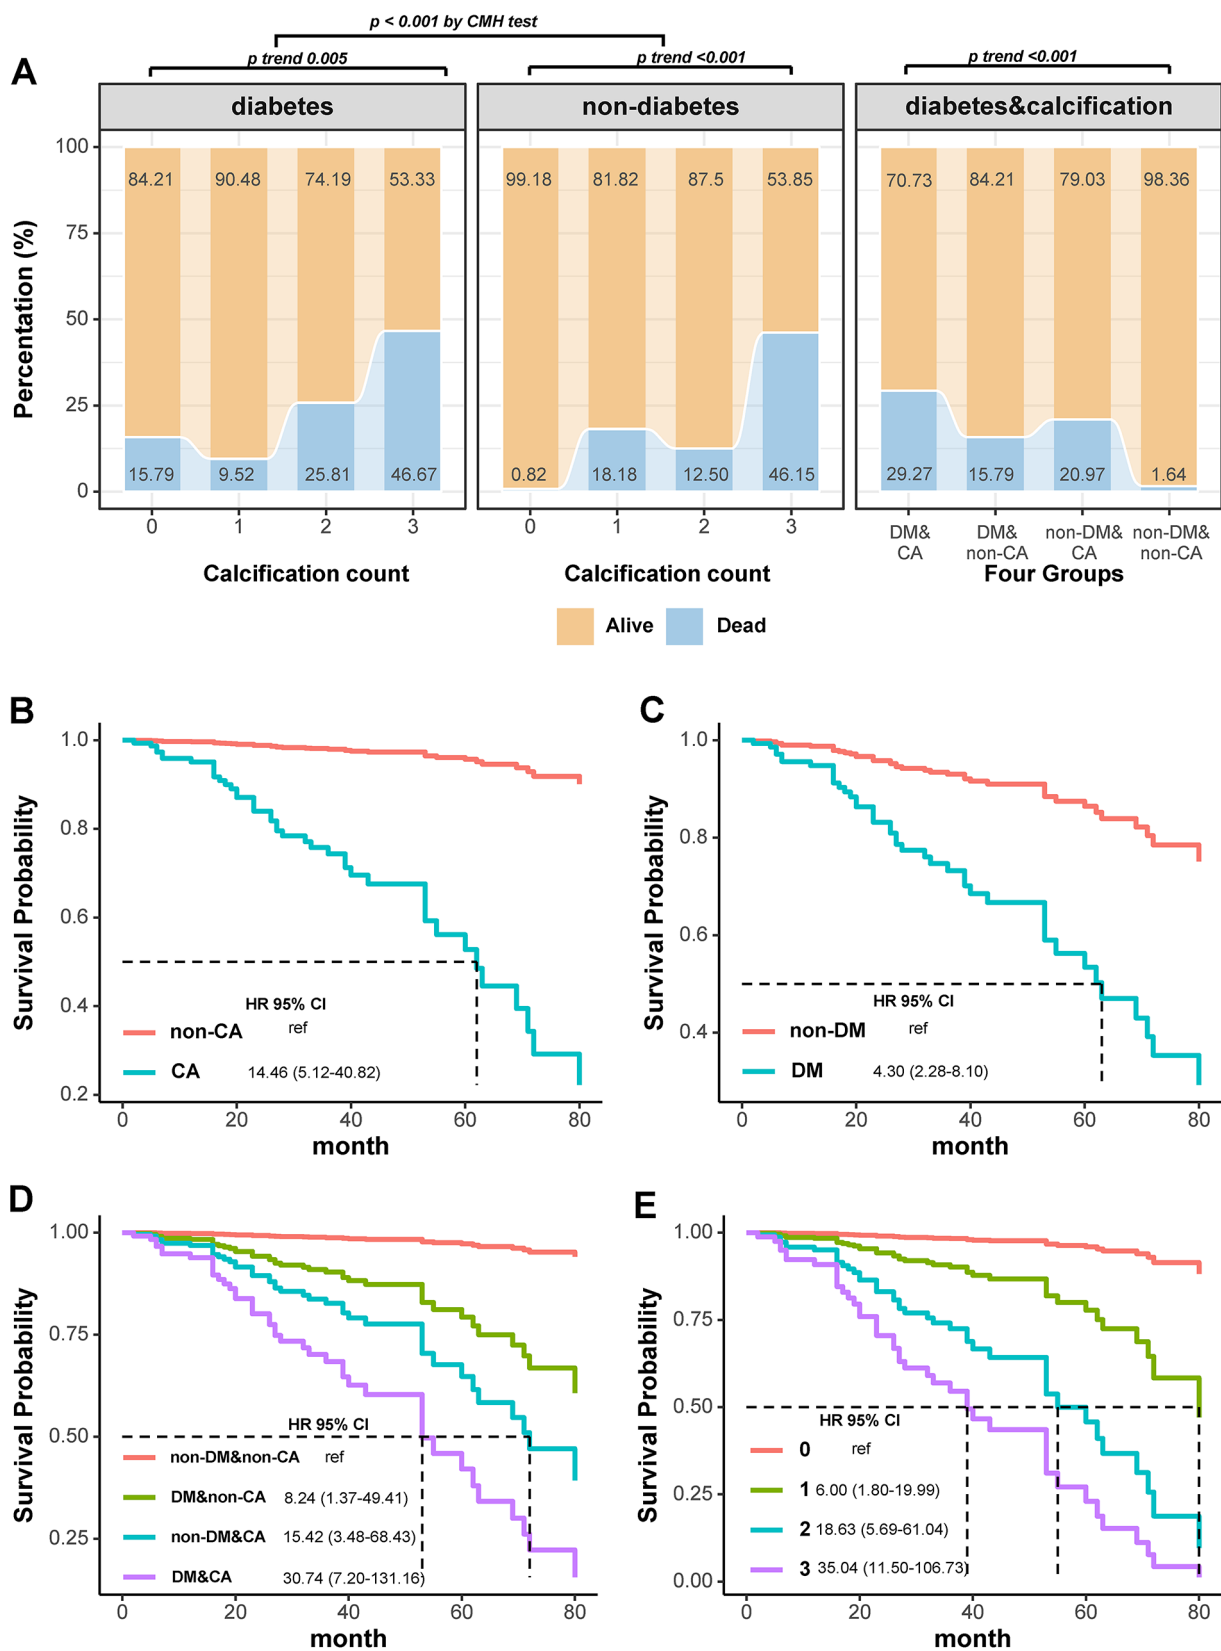 p < 0.001 by CMH test
p trend 0.005
p trend <0.001
p trend <0.001
A
diabetes
non-diabetes
diabetes&calcification
Percentation (%)
100
75
50
25
0
84.21 90.48 74.19 53.33
15.79 9.52 25.81 46.67
0 1 2 3
Calcification count
99.18 81.82 87.5 53.85
0.82 18.18 12.50 46.15
0 1 2 3
Calcification count
70.73 84.21 79.03 98.36
29.27 15.79 20.97 1.64
DM& DM& non-DM& non-DM&
CA non-CA CA non-CA
Four Groups
Alive Dead
B
Survival Probability
1.0
0.8
0.6
0.4
0.2
HR 95% CI
non-CA ref
CA 14.46 (5.12-40.82)
0 20 40 60 80
month
C
Survival Probability
1.0
0.8
0.6
0.4
HR 95% CI
non-DM ref
DM 4.30 (2.28-8.10)
0 20 40 60 80
month
D
Survival Probability
1.00
0.75
0.50
0.25
HR 95% CI
non-DM&non-CA ref
DM&non-CA 8.24 (1.37-49.41)
non-DM&CA 15.42 (3.48-68.43)
DM&CA 30.74 (7.20-131.16)
0 20 40 60 80
month
E
Survival Probability
1.00
0.75
0.50
0.25
0.00
HR 95% CI
0 ref
1 6.00 (1.80-19.99)
2 18.63 (5.69-61.04)
3 35.04 (11.50-106.73)
0 20 40 60 80
month